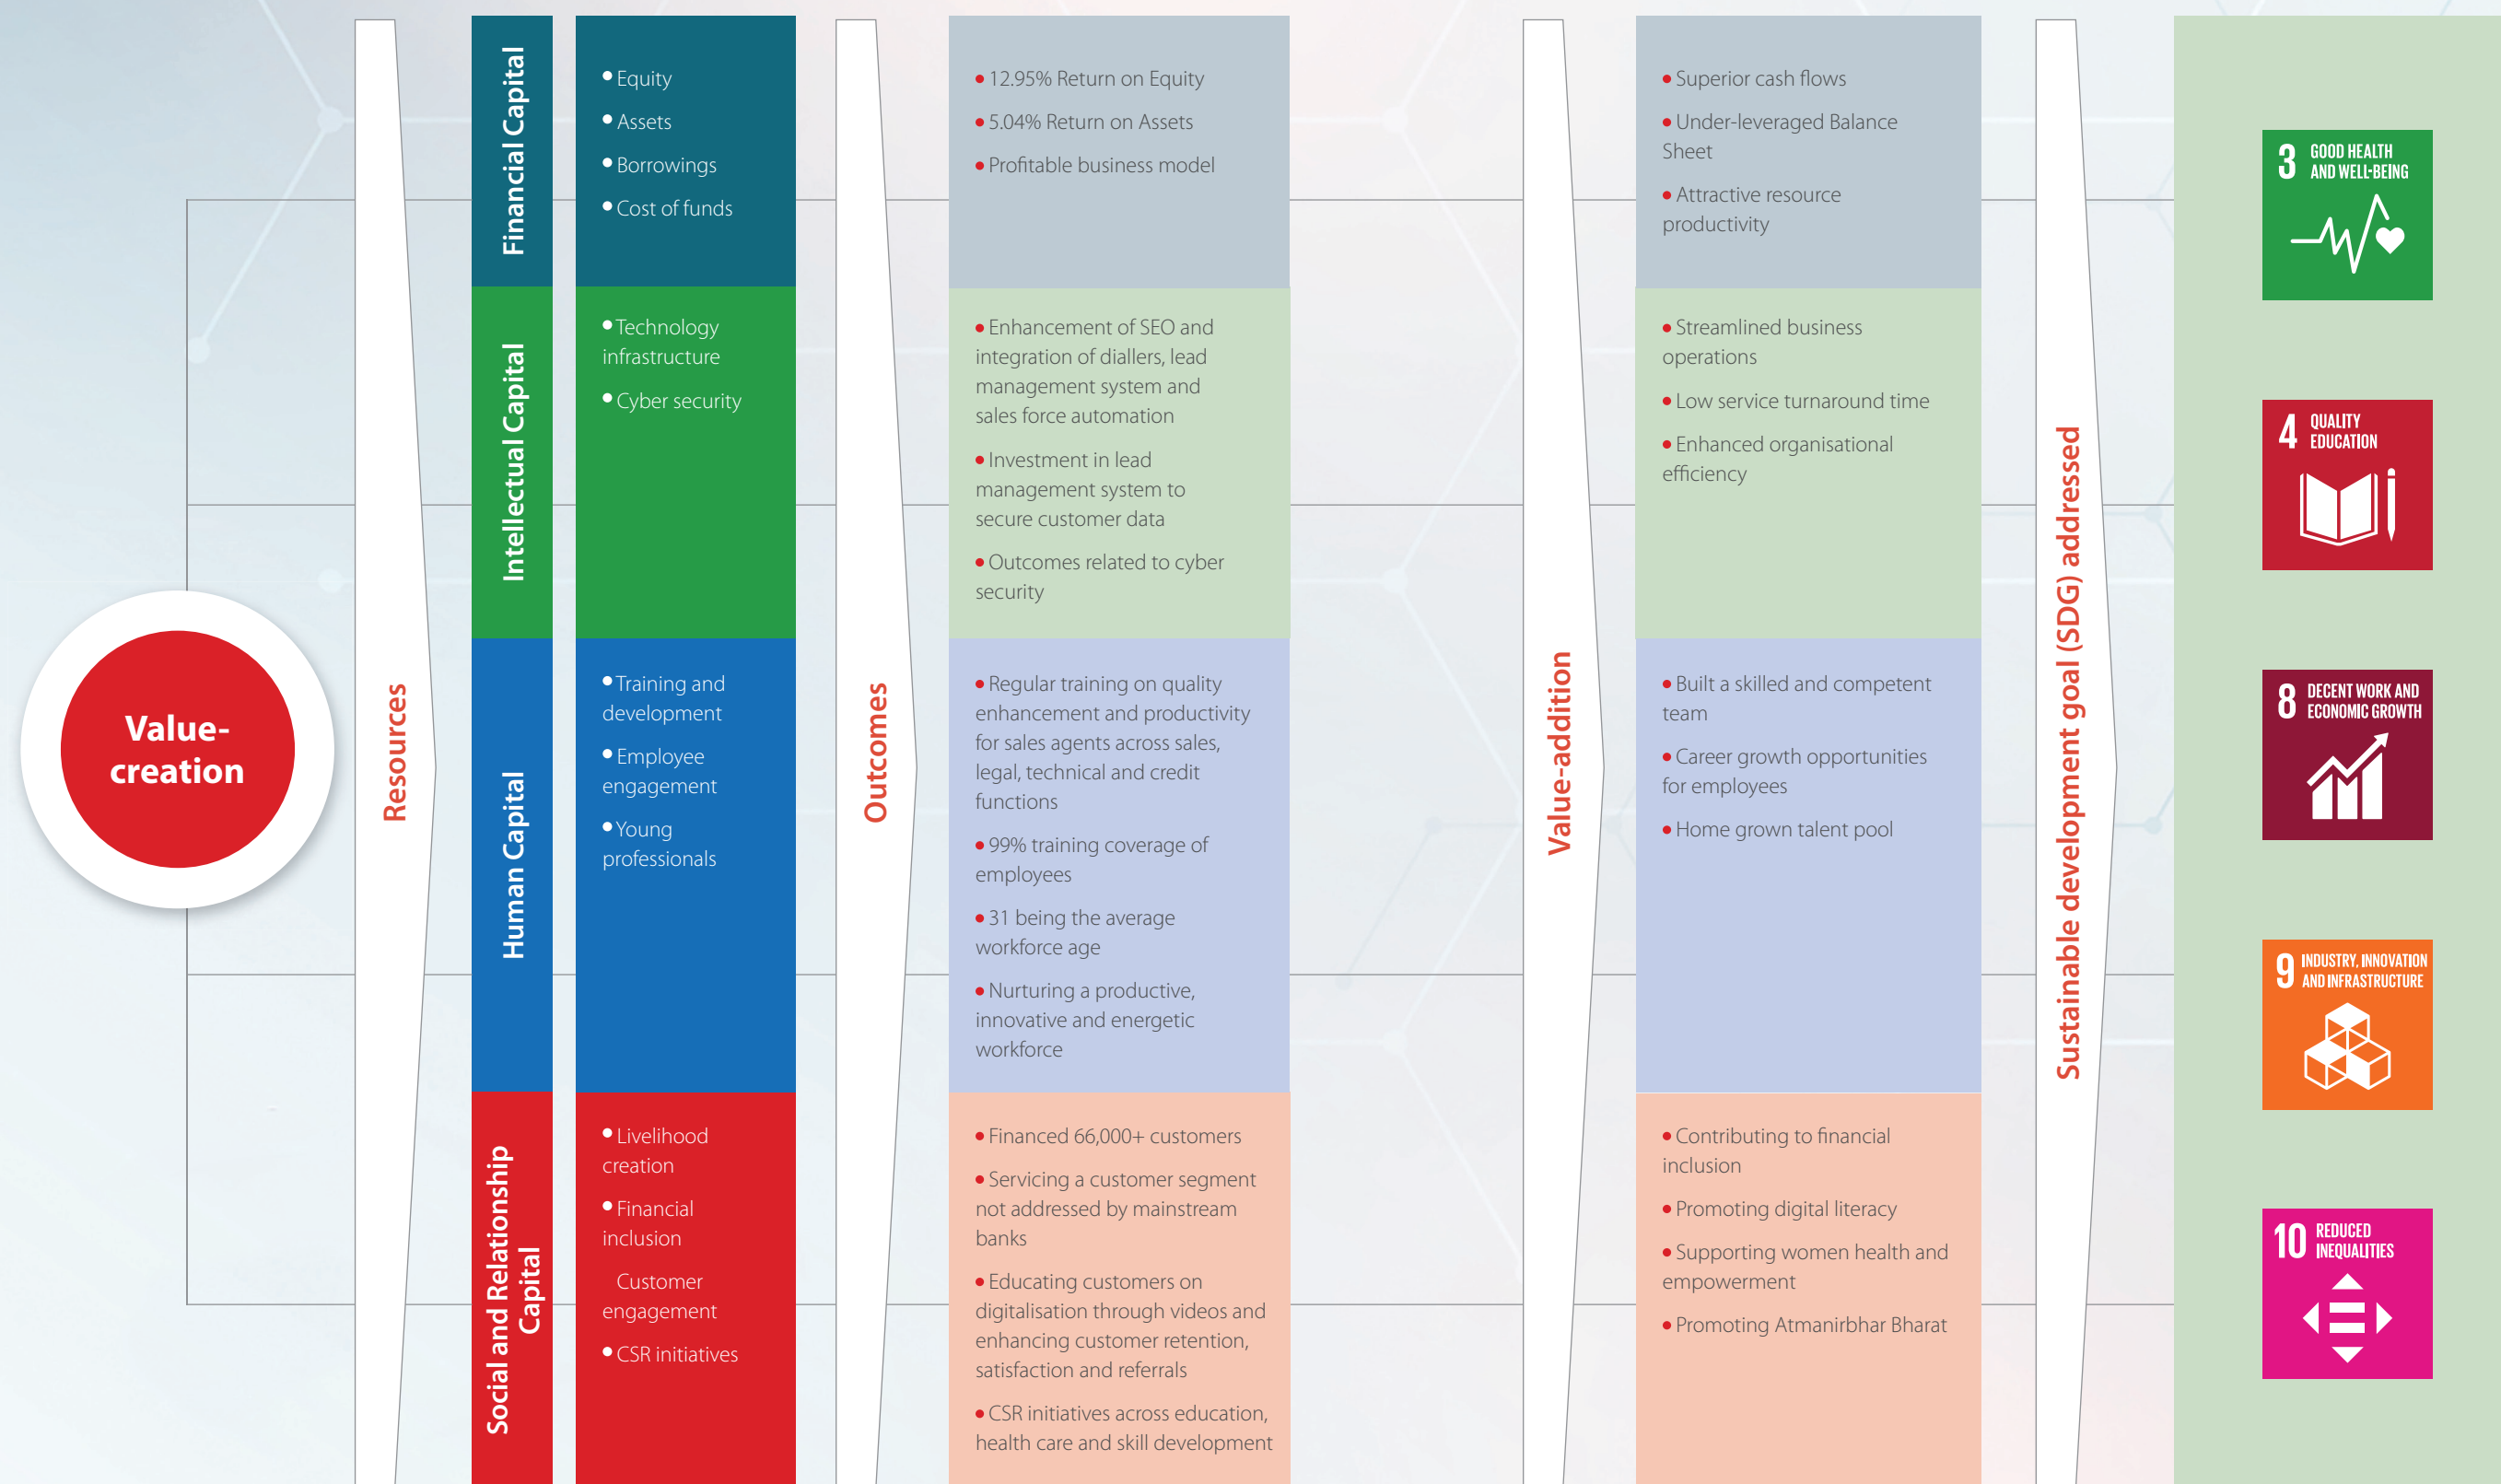 Value-
creation
Resources
Financial Capital
• Equity
• Assets
• Borrowings
• Cost of funds
Intellectual Capital
• Technology
infrastructure
• Cyber security
Human Capital
• Training and
development
• Employee
engagement
• Young
professionals
Social and Relationship
Capital
• Livelihood
creation
• Financial
inclusion
Customer
engagement
• CSR initiatives
Outcomes
• 12.95% Return on Equity
• 5.04% Return on Assets
• Profitable business model
• Enhancement of SEO and
integration of diallers, lead
management system and
sales force automation
• Investment in lead
management system to
secure customer data
• Outcomes related to cyber
security
• Regular training on quality
enhancement and productivity
for sales agents across sales,
legal, technical and credit
functions
• 99% training coverage of
employees
• 31 being the average
workforce age
• Nurturing a productive,
innovative and energetic
workforce
• Financed 66,000+ customers
• Servicing a customer segment
not addressed by mainstream
banks
• Educating customers on
digitalisation through videos and
enhancing customer retention,
satisfaction and referrals
• CSR initiatives across education,
health care and skill development
Value-addition
• Superior cash flows
• Under-leveraged Balance
Sheet
• Attractive resource
productivity
• Streamlined business
operations
• Low service turnaround time
• Enhanced organisational
efficiency
• Built a skilled and competent
team
• Career growth opportunities
for employees
• Home grown talent pool
• Contributing to financial
inclusion
• Promoting digital literacy
• Supporting women health and
empowerment
• Promoting Atmanirbhar Bharat
Sustainable development goal (SDG) addressed
3 GOOD HEALTH
AND WELL-BEING
4 QUALITY
EDUCATION
8 DECENT WORK AND
ECONOMIC GROWTH
9 INDUSTRY, INNOVATION
AND INFRASTRUCTURE
10 REDUCED
INEQUALITIES